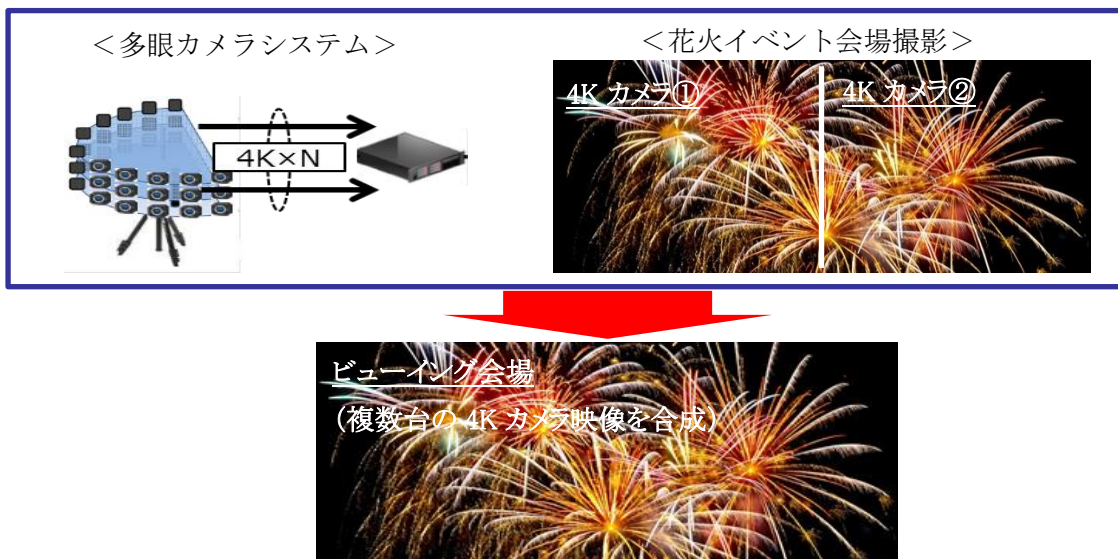 ＜多眼カメラシステム＞
＜花火イベント会場撮影＞
4K×N
4K カメラ①
4K カメラ②
ビューイング会場
（複数台の 4K カメラ映像を合成）